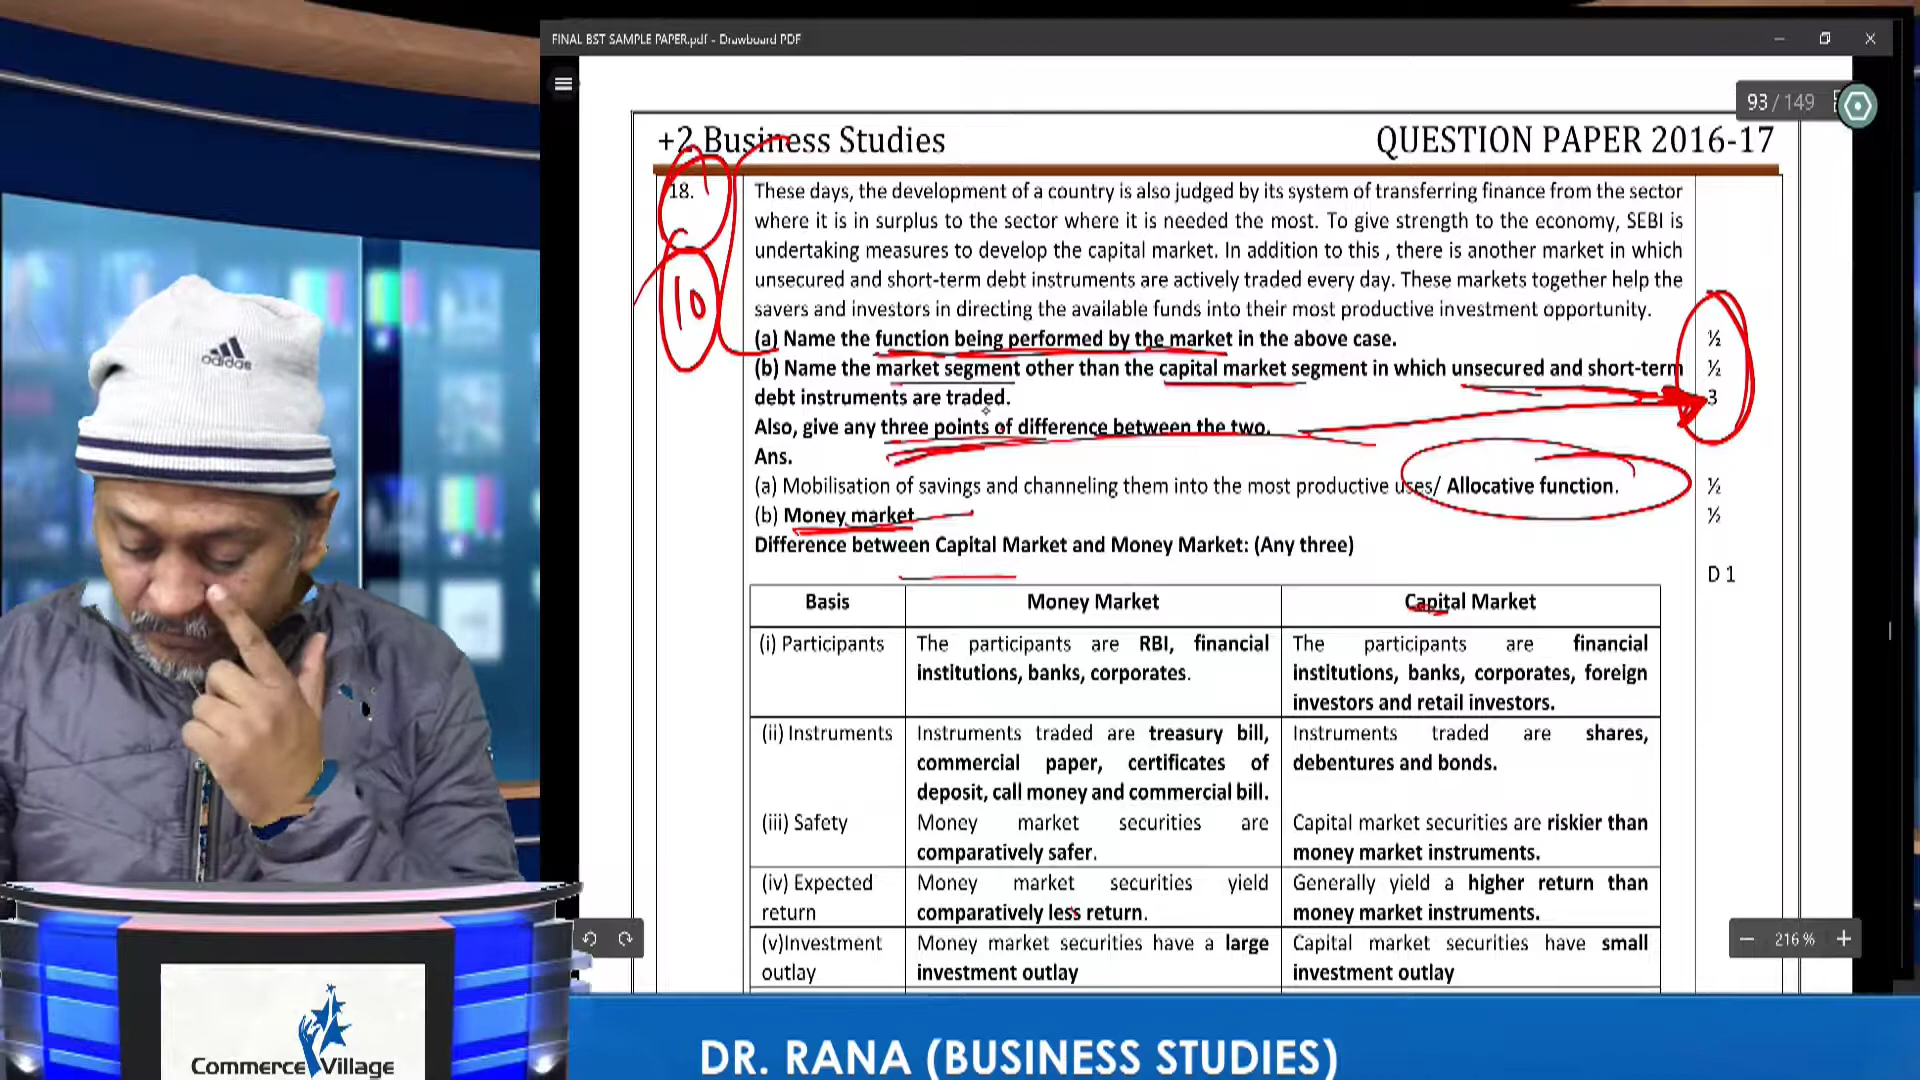 FINAL BST SAMPLE PAPER.pdf - Drawboard PDF
93 / 149
+2 Business Studies
QUESTION PAPER 2016-17
18.
10
These days, the development of a country is also judged by its system of transferring finance from the sector
where it is in surplus to the sector where it is needed the most. To give strength to the economy, SEBI is
undertaking measures to develop the capital market. In addition to this , there is another market in which
unsecured and short-term debt instruments are actively traded every day. These markets together help the
savers and investors in directing the available funds into their most productive investment opportunity.
(a) Name the function being performed by the market in the above case. ½
(b) Name the market segment other than the capital market segment in which unsecured and short-term ½
debt instruments are traded. 3
Also, give any three points of difference between the two.
Ans.
(a) Mobilisation of savings and channeling them into the most productive uses/ Allocative function. ½
(b) Money market ½
Difference between Capital Market and Money Market: (Any three)
D 1
Basis Money Market Capital Market
(i) Participants The participants are RBI, financial The participants are financial
institutions, banks, corporates. institutions, banks, corporates, foreign
investors and retail investors.
(ii) Instruments Instruments traded are treasury bill, Instruments traded are shares,
commercial paper, certificates of debentures and bonds.
deposit, call money and commercial bill.
(iii) Safety Money market securities are Capital market securities are riskier than
comparatively safer. money market instruments.
(iv) Expected Money market securities yield Generally yield a higher return than
return comparatively less return. money market instruments.
(v)Investment Money market securities have a large Capital market securities have small
outlay investment outlay investment outlay
216 %
adidas
Commerce Village
DR. RANA (BUSINESS STUDIES)